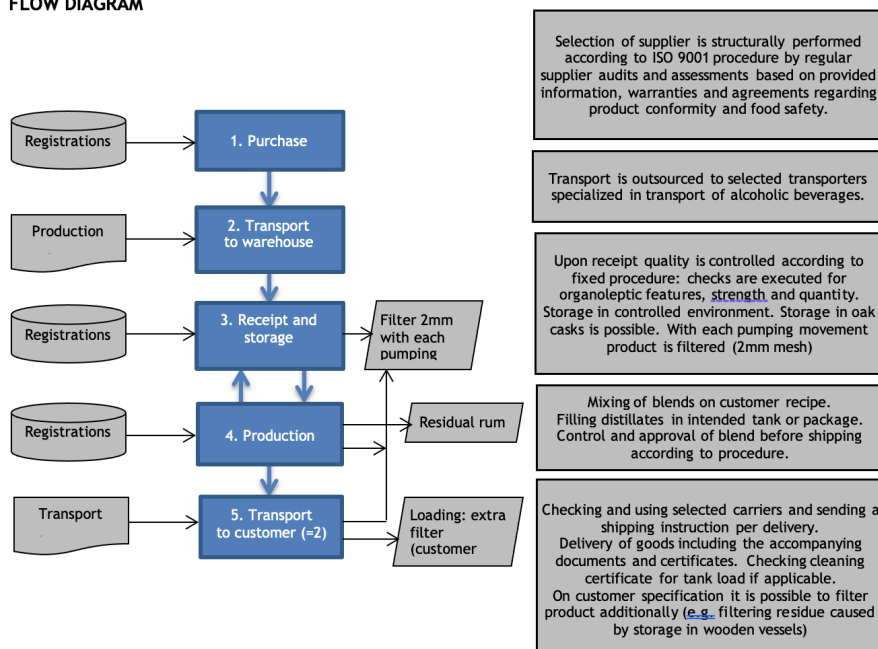 FLOW DIAGRAM
Registrations
1. Purchase
Production
2. Transport
to warehouse
Registrations
3. Receipt and
storage
Filter 2mm
with each
pumping
Registrations
4. Production
Residual rum
Transport
5. Transport
to customer (=2)
Loading: extra
filter
(customer
Selection of supplier is structurally performed
according to ISO 9001 procedure by regular
supplier audits and assessments based on provided
information, warranties and agreements regarding
product conformity and food safety.
Transport is outsourced to selected transporters
specialized in transport of alcoholic beverages.
Upon receipt quality is controlled according to
fixed procedure: checks are executed for
organoleptic features, strength and quantity.
Storage in controlled environment. Storage in oak
casks is possible. With each pumping movement
product is filtered (2mm mesh)
Mixing of blends on customer recipe.
Filling distillates in intended tank or package.
Control and approval of blend before shipping
according to procedure.
Checking and using selected carriers and sending a
shipping instruction per delivery.
Delivery of goods including the accompanying
documents and certificates. Checking cleaning
certificate for tank load if applicable.
On customer specification it is possible to filter
product additionally (e.g. filtering residue caused
by storage in wooden vessels)